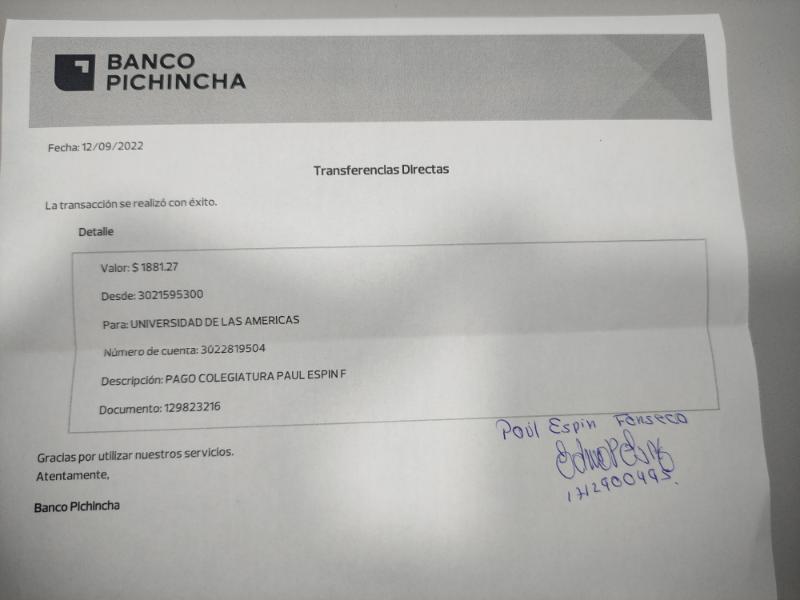 BANCO
PICHINCHA
Fecha: 12/09/2022
Transferencias Directas
La transacción se realizó con éxito.
Detalle
Valor: $ 1881.27
Desde: 3021595300
Para: UNIVERSIDAD DE LAS AMERICAS
Número de cuenta: 3022819504
Descripción: PAGO COLEGIATURA PAUL ESPIN F
Documento: 129823216
Paúl Espin Fonseca
1712900495.
Gracias por utilizar nuestros servicios.
Atentamente,
Banco Pichincha